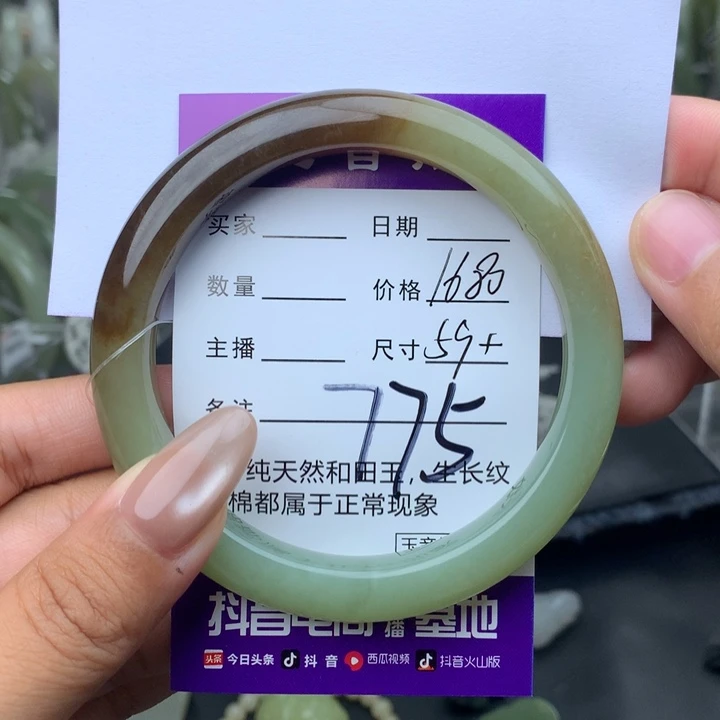 买家 日期
数量 价格 1680
主播 尺寸 59+
备注
775
纯天然和田玉，生长纹
棉都属于正常现象
抖音电商直播基地
今日头条 抖音 西瓜视频 抖音火山版